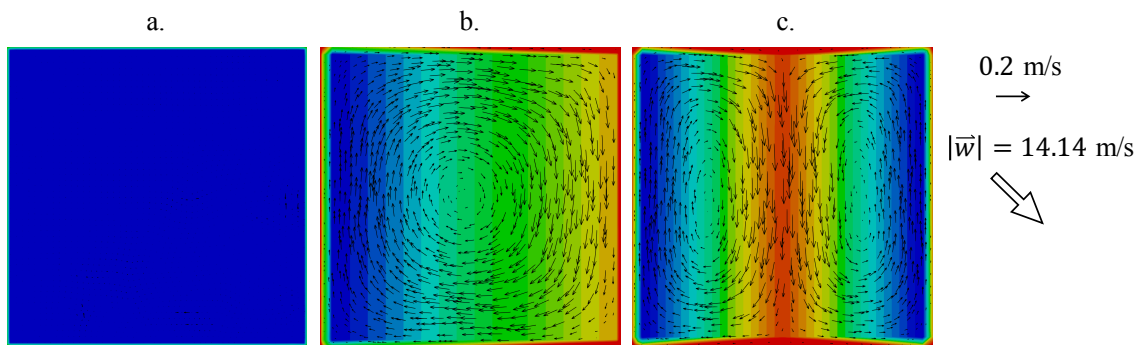 a.
b.
c.
0.2 m/s
|w⃗| = 14.14 m/s